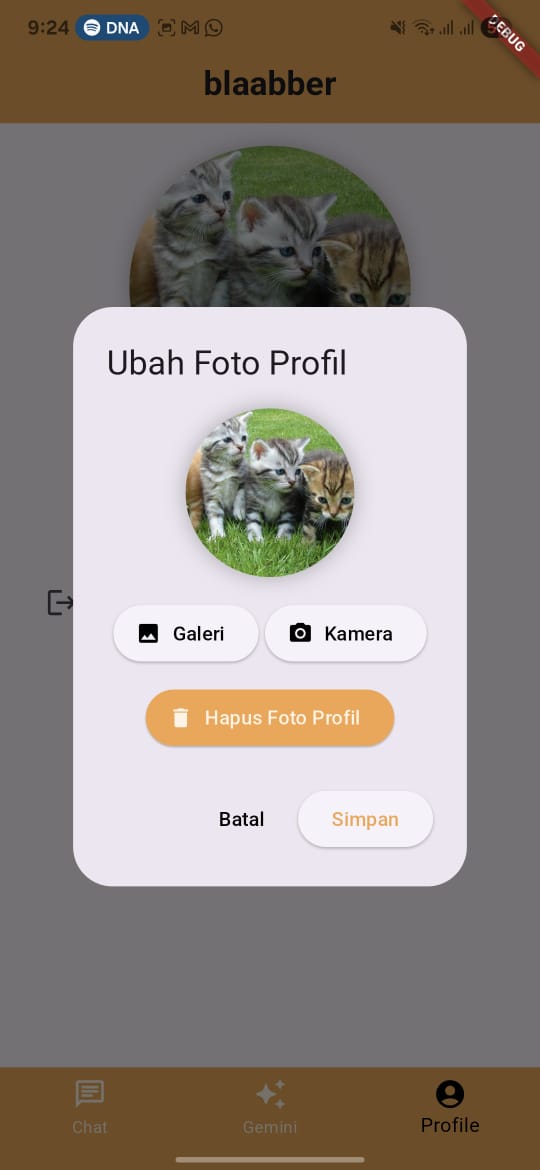 9:24 DNA
DEBUG
blaabber
Ubah Foto Profil
Galeri Kamera
Hapus Foto Profil
Batal Simpan
Chat Gemini Profile